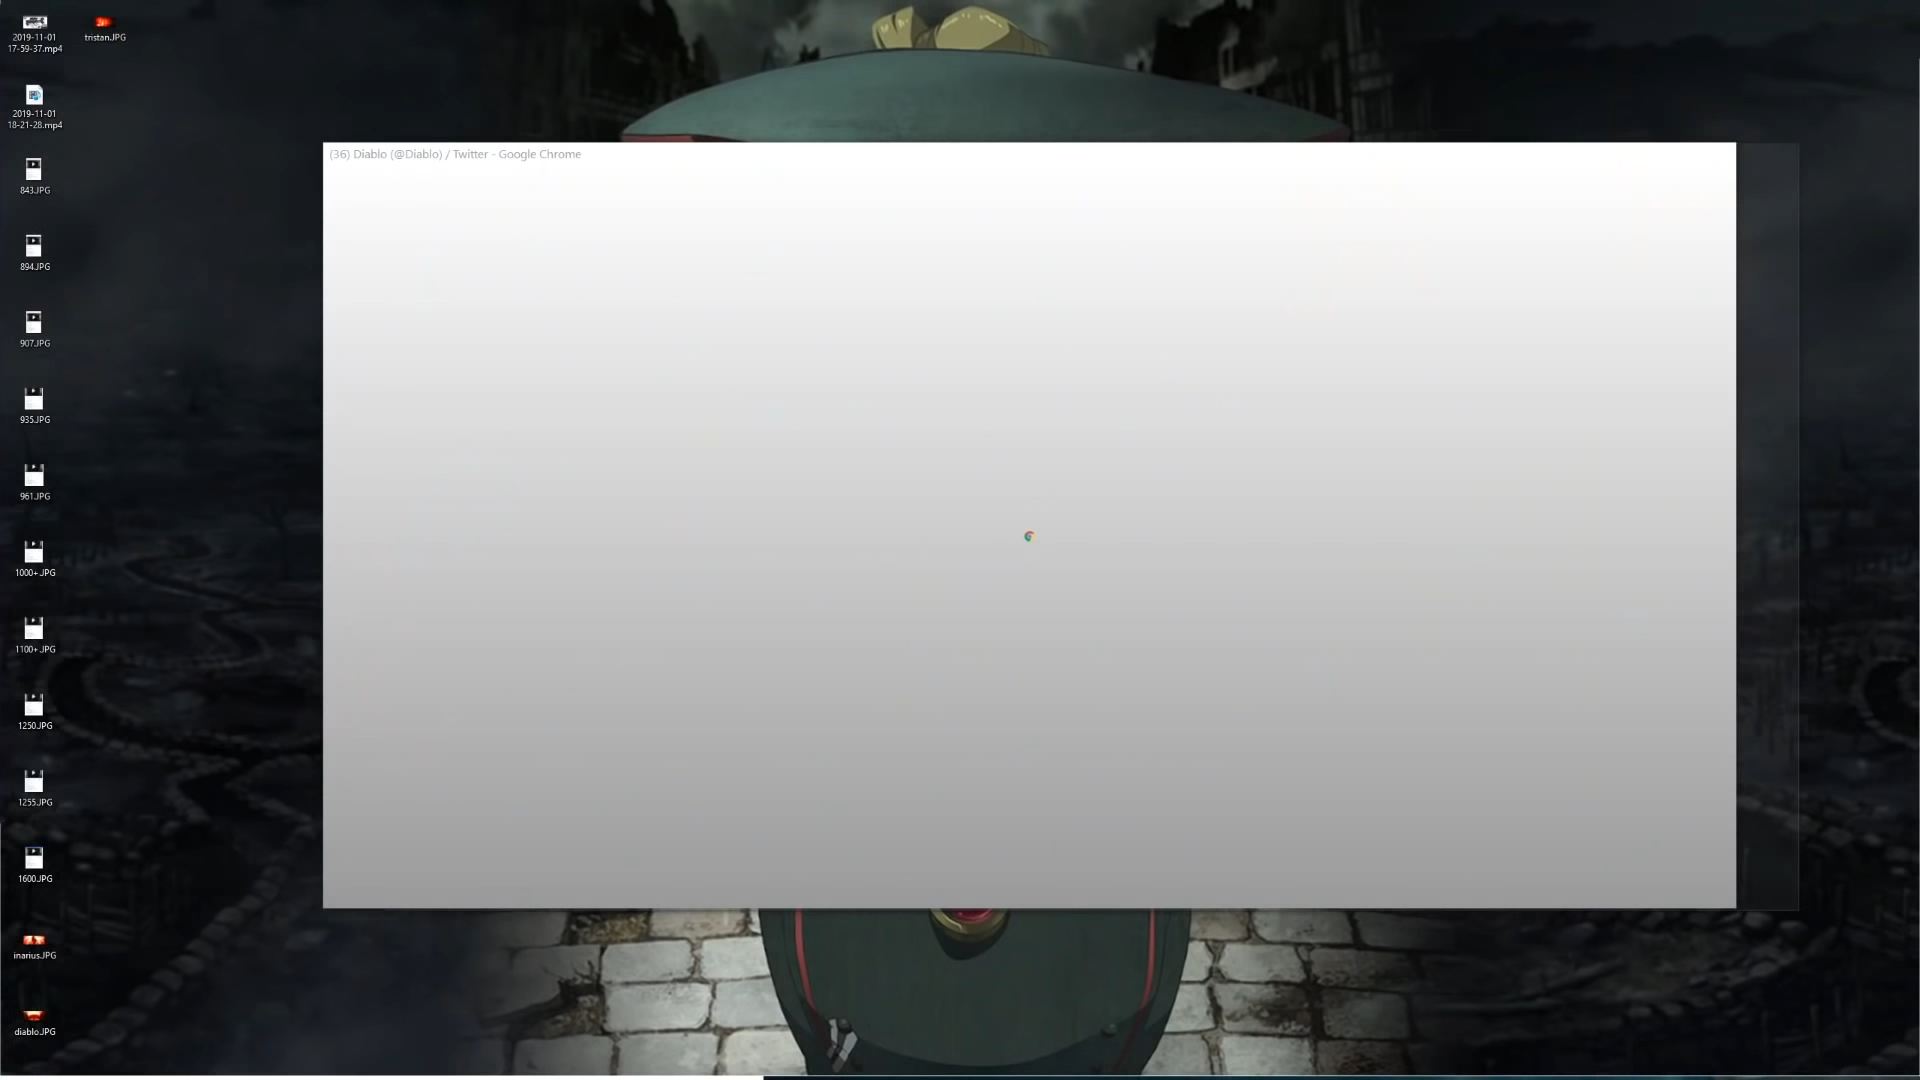 2019-11-01
17-59-37.mp4
tristan.JPG
2019-11-01
18-21-28.mp4
843.JPG
894.JPG
907.JPG
935.JPG
961.JPG
1000+.JPG
1100+.JPG
1250.JPG
1255.JPG
1600.JPG
inarius.JPG
diablo.JPG
(36) Diablo (@Diablo) / Twitter - Google Chrome